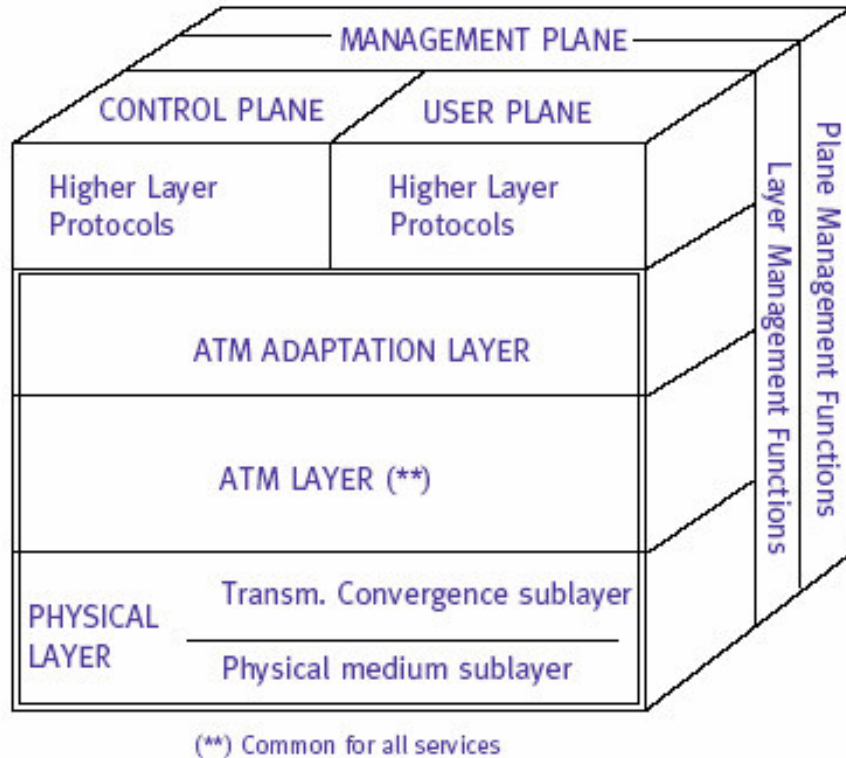 MANAGEMENT PLANE
CONTROL PLANE
USER PLANE
Higher Layer
Protocols
Higher Layer
Protocols
Layer Management Functions
Plane Management Functions
ATM ADAPTATION LAYER
ATM LAYER (**)
PHYSICAL
LAYER
Transm. Convergence sublayer
Physical medium sublayer
(**) Common for all services